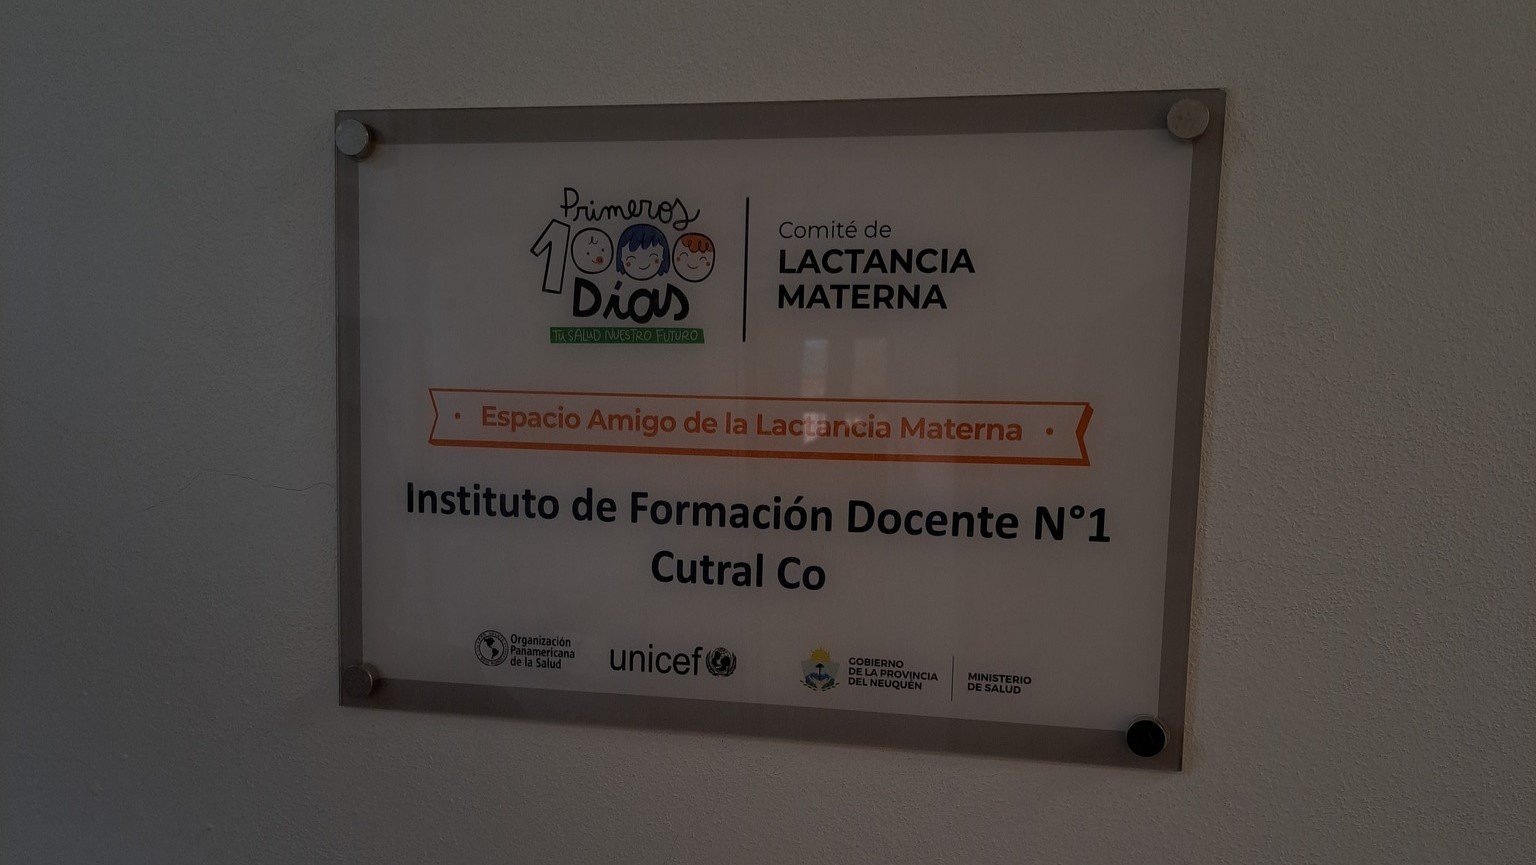 Primeros
1000
Días
TU SALUD NUESTRO FUTURO
Comité de
LACTANCIA
MATERNA
• Espacio Amigo de la Lactancia Materna •
Instituto de Formación Docente N°1
Cutral Co
Organización
Panamericana
de la Salud
unicef
GOBIERNO
DE LA PROVINCIA
DEL NEUQUÉN
MINISTERIO
DE SALUD